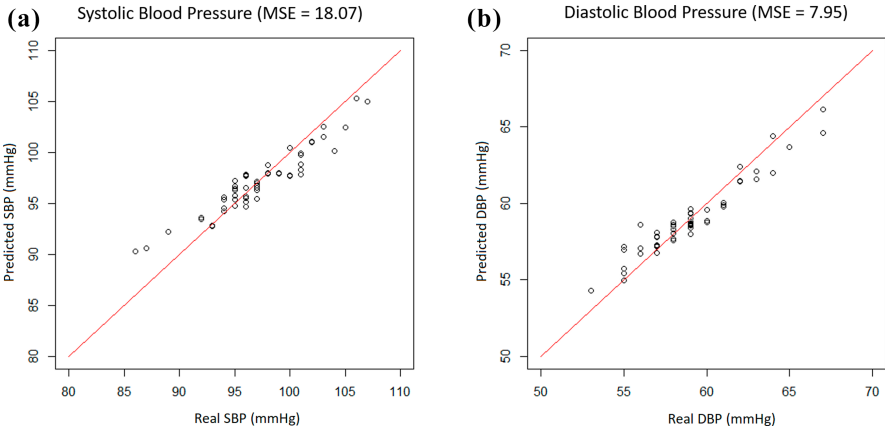 (a)
Systolic Blood Pressure (MSE = 18.07)
Predicted SBP (mmHg)
110
105
100
95
90
85
80
80 85 90 95 100 105 110
Real SBP (mmHg)
(b)
Diastolic Blood Pressure (MSE = 7.95)
Predicted DBP (mmHg)
70
65
60
55
50
50 55 60 65 70
Real DBP (mmHg)